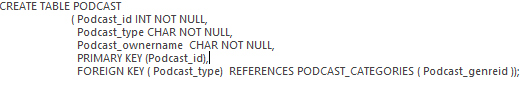 CREATE TABLE PODCAST
( Podcast_id INT NOT NULL,
Podcast_type CHAR NOT NULL,
Podcast_ownername  CHAR NOT NULL,
PRIMARY KEY (Podcast_id),
FOREIGN KEY ( Podcast_type)  REFERENCES PODCAST_CATEGORIES ( Podcast_genreid ));